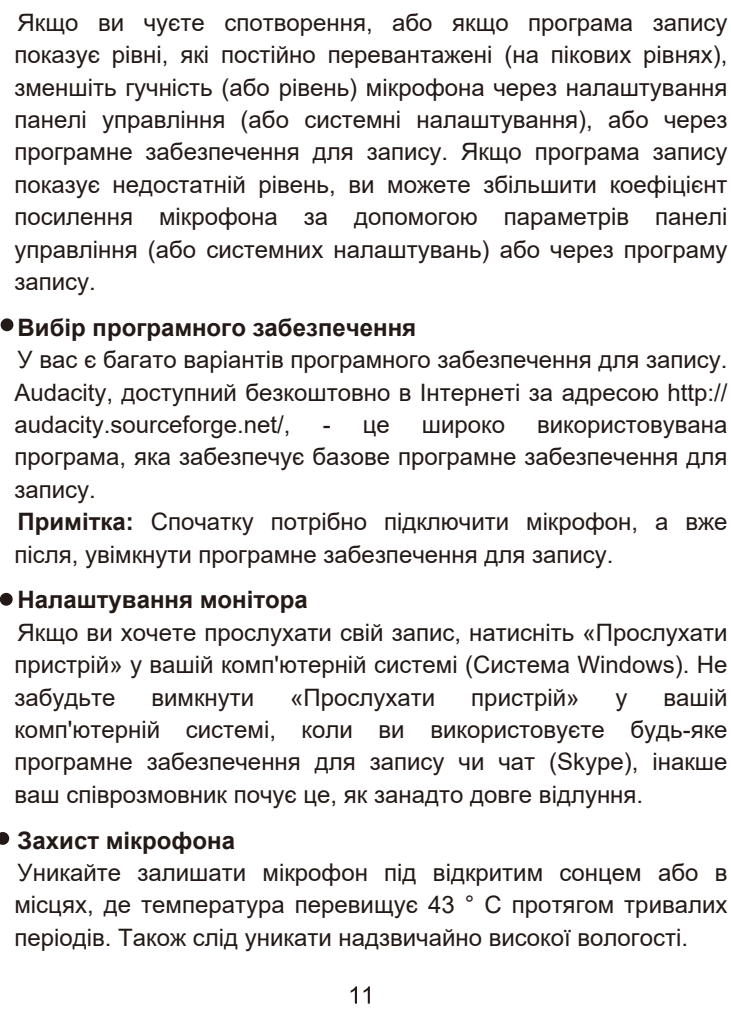 Якщо ви чуєте спотворення, або якщо програма запису
показує рівні, які постійно перевантажені (на пікових рівнях),
зменшіть гучність (або рівень) мікрофона через налаштування
панелі управління (або системні налаштування), або через
програмне забезпечення для запису. Якщо програма запису
показує недостатній рівень, ви можете збільшити коефіцієнт
посилення мікрофона за допомогою параметрів панелі
управління (або системних налаштувань) або через програму
запису.
●Вибір програмного забезпечення
У вас є багато варіантів програмного забезпечення для запису.
Audacity, доступний безкоштовно в Інтернеті за адресою http://
audacity.sourceforge.net/, - це широко використовувана
програма, яка забезпечує базове програмне забезпечення для
запису.
Примітка: Спочатку потрібно підключити мікрофон, а вже
після, увімкнути програмне забезпечення для запису.
●Налаштування монітора
Якщо ви хочете прослухати свій запис, натисніть «Прослухати
пристрій» у вашій комп'ютерній системі (Система Windows). Не
забудьте вимкнути «Прослухати пристрій» у вашій
комп'ютерній системі, коли ви використовуєте будь-яке
програмне забезпечення для запису чи чат (Skype), інакше
ваш співрозмовник почує це, як занадто довге відлуння.
● Захист мікрофона
Уникайте залишати мікрофон під відкритим сонцем або в
місцях, де температура перевищує 43 ° C протягом тривалих
періодів. Також слід уникати надзвичайно високої вологості.
11